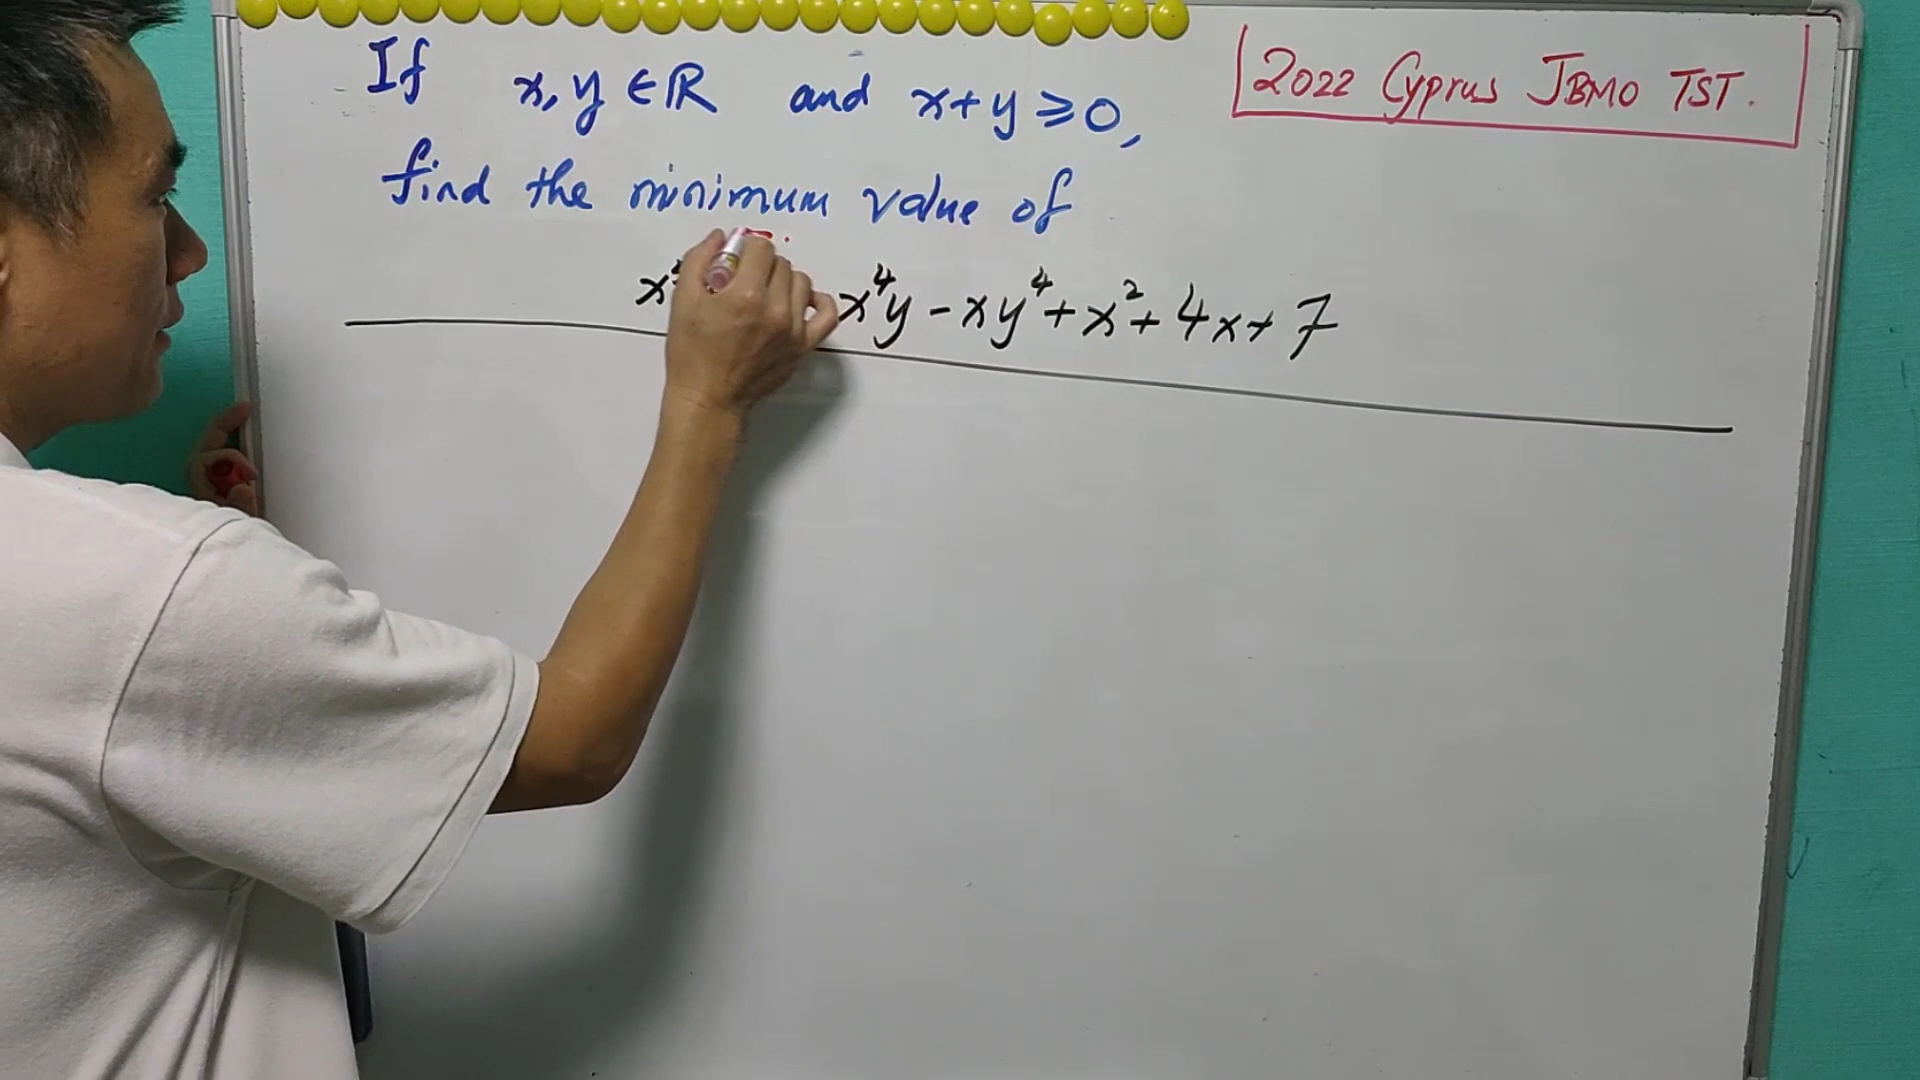 If x, y ∈ ℝ and x+y ⩾ 0,
2022 Cyprus JBMO TST.
find the minimum value of
x x⁴y - xy⁴ + x² + 4x + 7